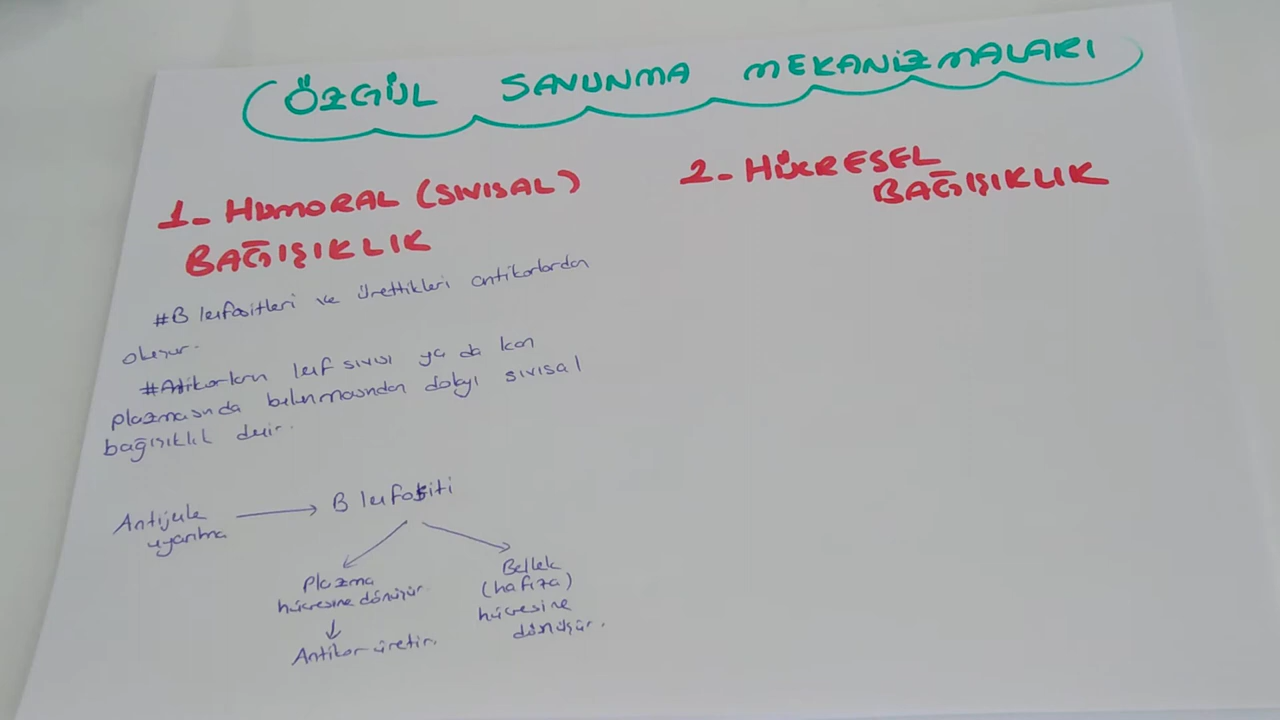 ÖZGÜL SAVUNMA MEKANİZMALARI
1- HUMORAL (SIVISAL)
BAĞIŞIKLIK
#B lenfositleri ve ürettikleri antikorlardan
oluşur.
#Antikorların lenf sıvısı ya da kan
plazmasında bulunmasından dolayı sıvısal
bağışıklık denir.
Antijenle
uyarılma
B lenfositi
Plazma
hücresine dönüşür.
Antikor üretir.
Bellek
(hafıza)
hücresine
dönüşür.
2- HÜCRESEL
BAĞIŞIKLIK